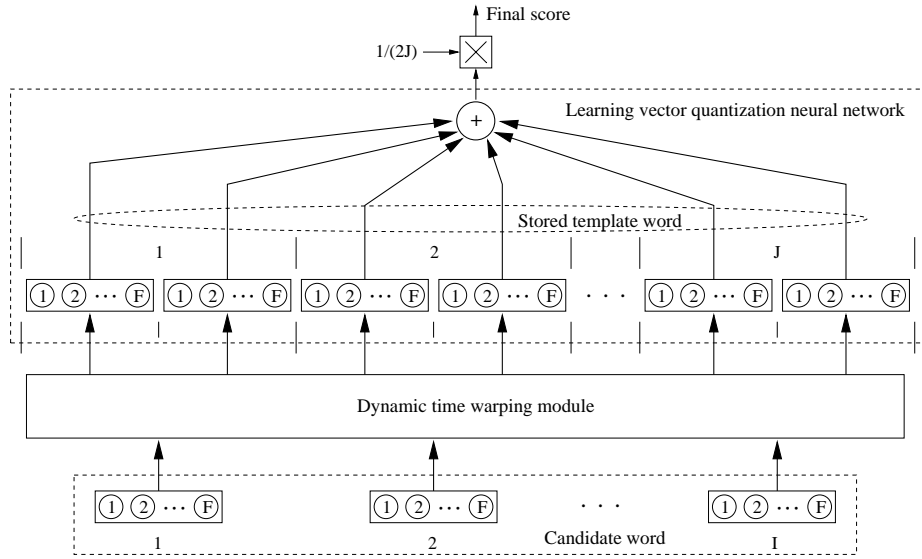 Final score
1/(2J)
Learning vector quantization neural network
+
Stored template word
1 2 J
1 2 ··· F 1 2 ··· F 1 2 ··· F 1 2 ··· F · · · 1 2 ··· F 1 2 ··· F
Dynamic time warping module
1 2 ··· F 1 2 ··· F · · · 1 2 ··· F
1 2 Candidate word I